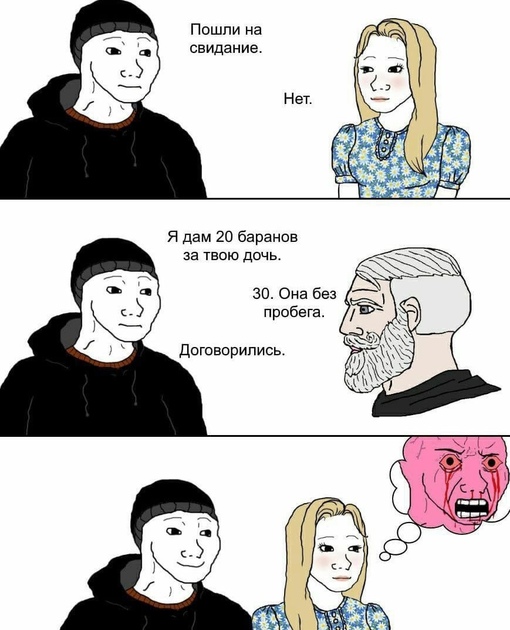 Пошли на
свидание.
Нет.
Я дам 20 баранов
за твою дочь.
30. Она без
пробега.
Договорились.